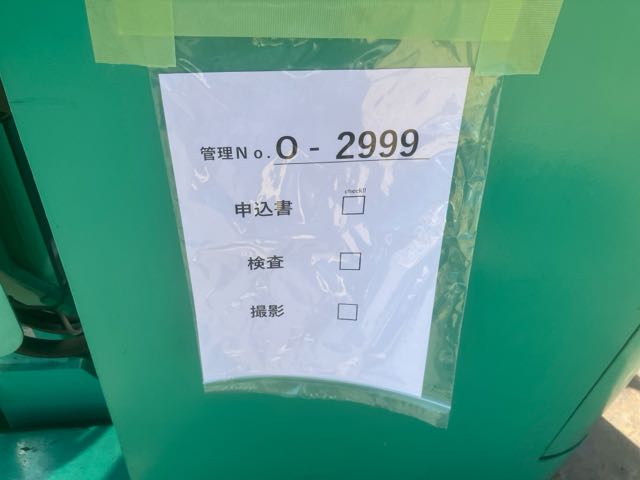 管理No. O - 2999
check!!
申込書 □
検査 □
撮影 □